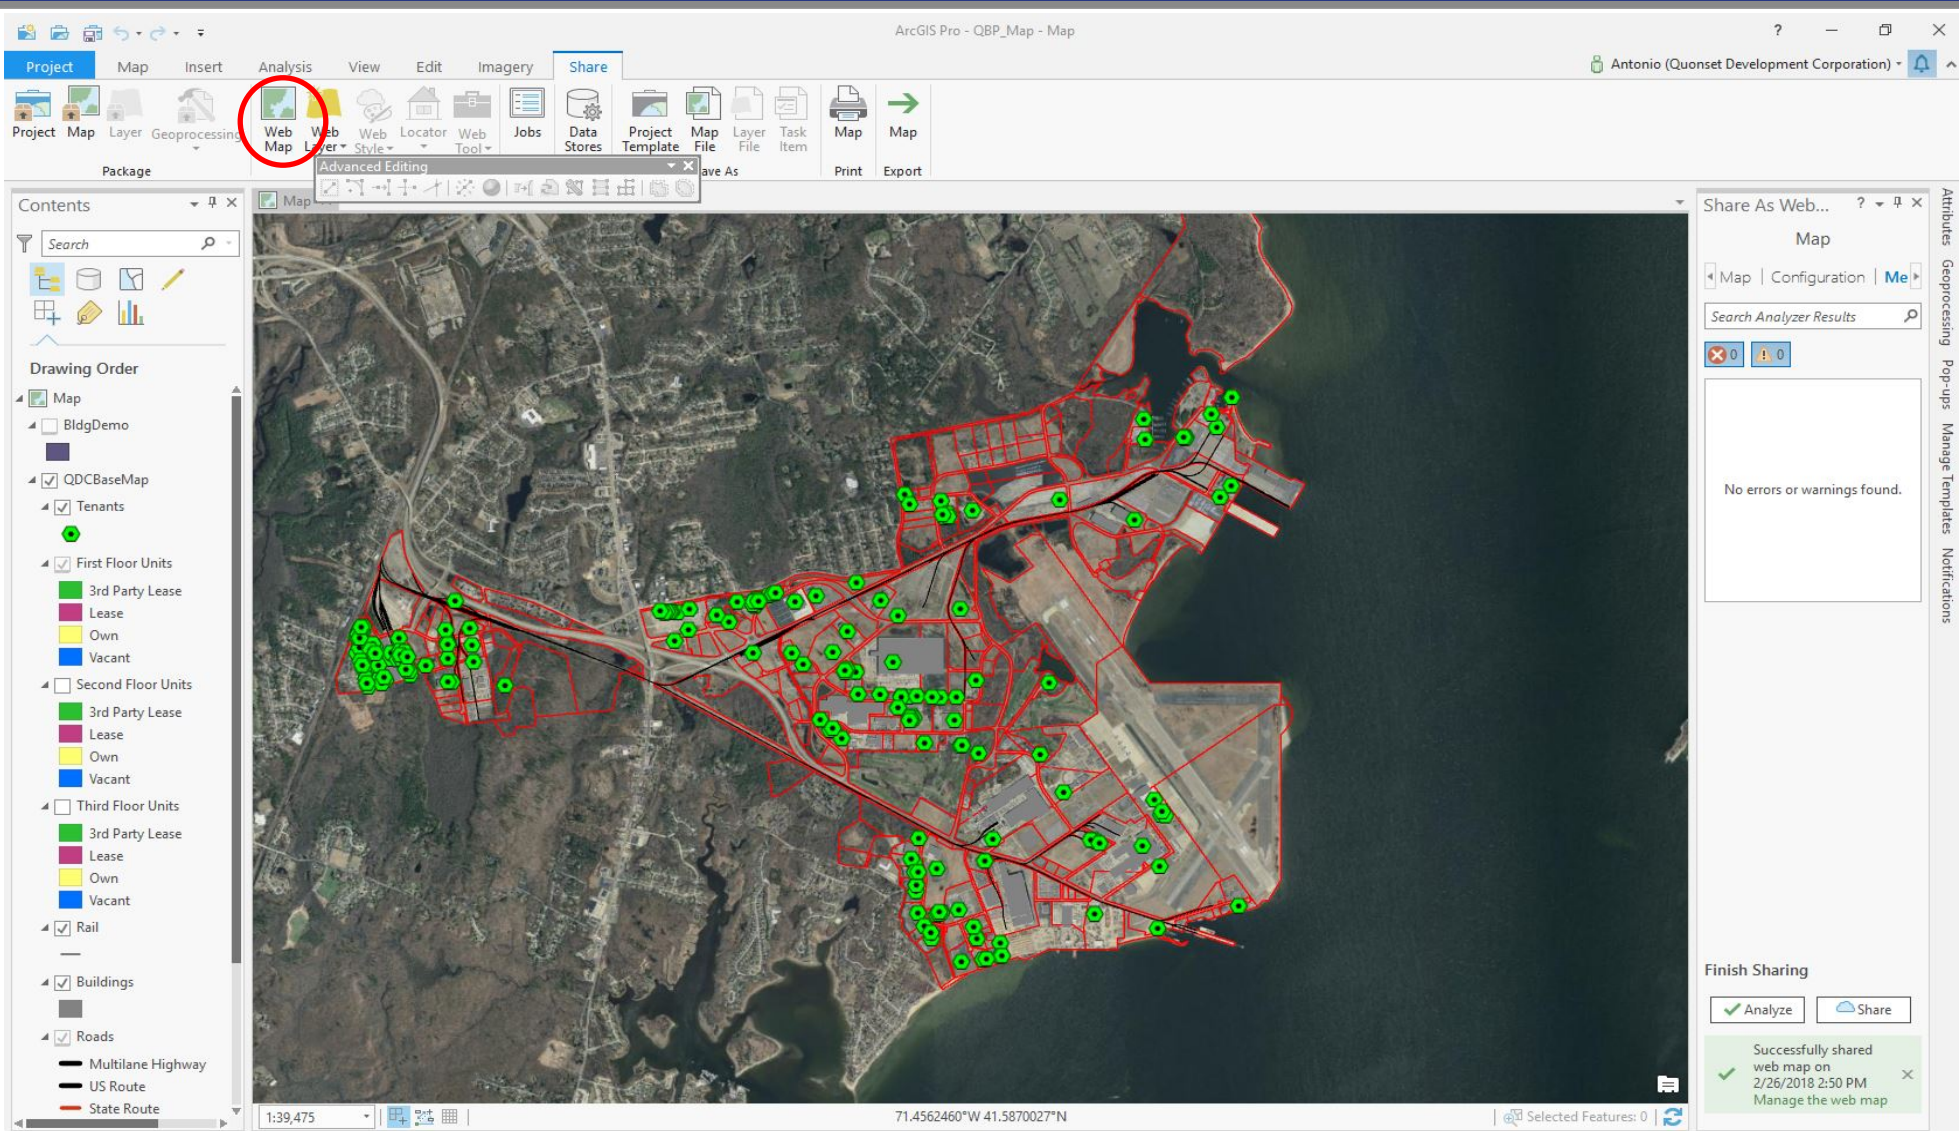 ArcGIS Pro - QBP_Map - Map
?
Project Map Insert Analysis View Edit Imagery Share
Antonio (Quonset Development Corporation)
Project Map Layer Geoprocessing
Web Map
Web Layer
Web Style
Locator
Web Tool
Jobs
Data Stores
Project Template
Map File
Layer File
Task Item
Map
Map
Package
ave As
Print
Export
Advanced Editing
Contents
Search
Drawing Order
Map
BldgDemo
QDCBaseMap
Tenants
First Floor Units
3rd Party Lease
Lease
Own
Vacant
Second Floor Units
3rd Party Lease
Lease
Own
Vacant
Third Floor Units
3rd Party Lease
Lease
Own
Vacant
Rail
Buildings
Roads
Multilane Highway
US Route
State Route
Map
1:39,475
71.4562460°W 41.5870027°N
Selected Features: 0
Share As Web... ?
Map
Map | Configuration | Me
Search Analyzer Results
0 0
No errors or warnings found.
Finish Sharing
Analyze
Share
Successfully shared
web map on
2/26/2018 2:50 PM
Manage the web map
Attributes
Geoprocessing
Pop-ups
Manage Templates
Notifications